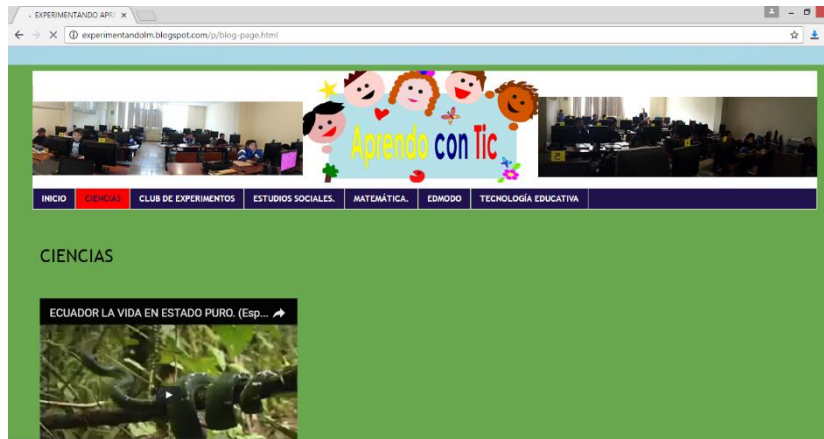 EXPERIMENTANDO APR
experimentandolm.blogspot.com/p/blog-page.html
Aprendo con Tic
INICIO CIENCIAS CLUB DE EXPERIMENTOS ESTUDIOS SOCIALES. MATEMÁTICA. EDMODO TECNOLOGÍA EDUCATIVA
CIENCIAS
ECUADOR LA VIDA EN ESTADO PURO. (Esp...